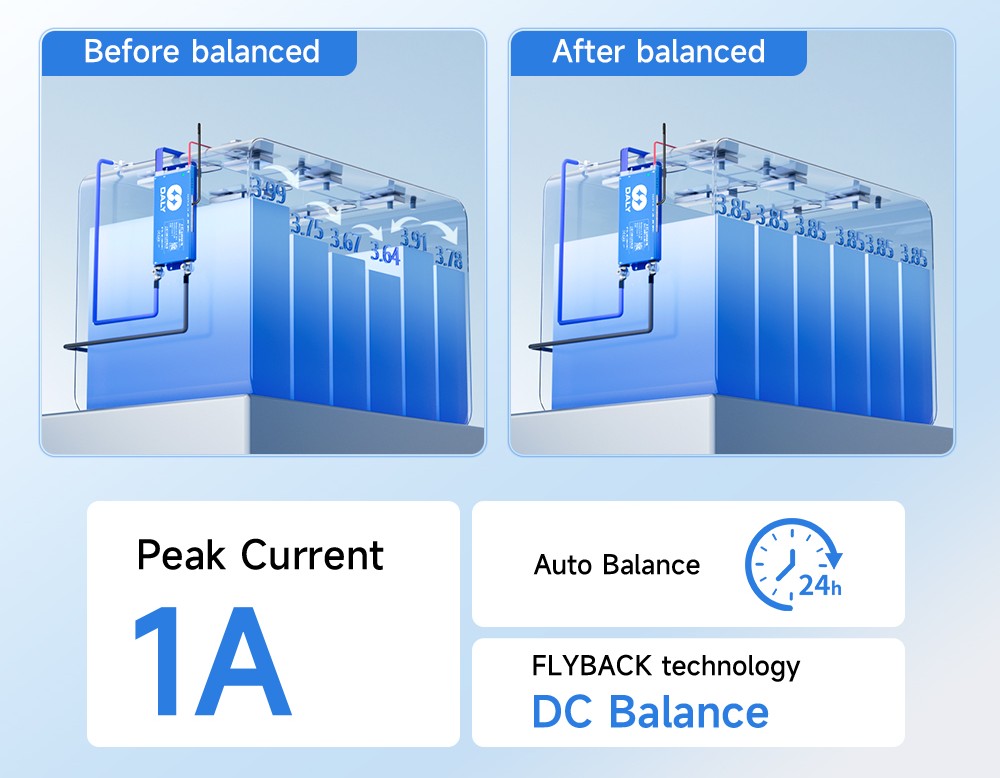 Before balanced
After balanced
DALY
3.99
3.75
3.67
3.64
3.91
3.78
DALY
3.85
3.85
3.85
3.85
3.85
3.85
Peak Current
1A
Auto Balance
24h
FLYBACK technology
DC Balance